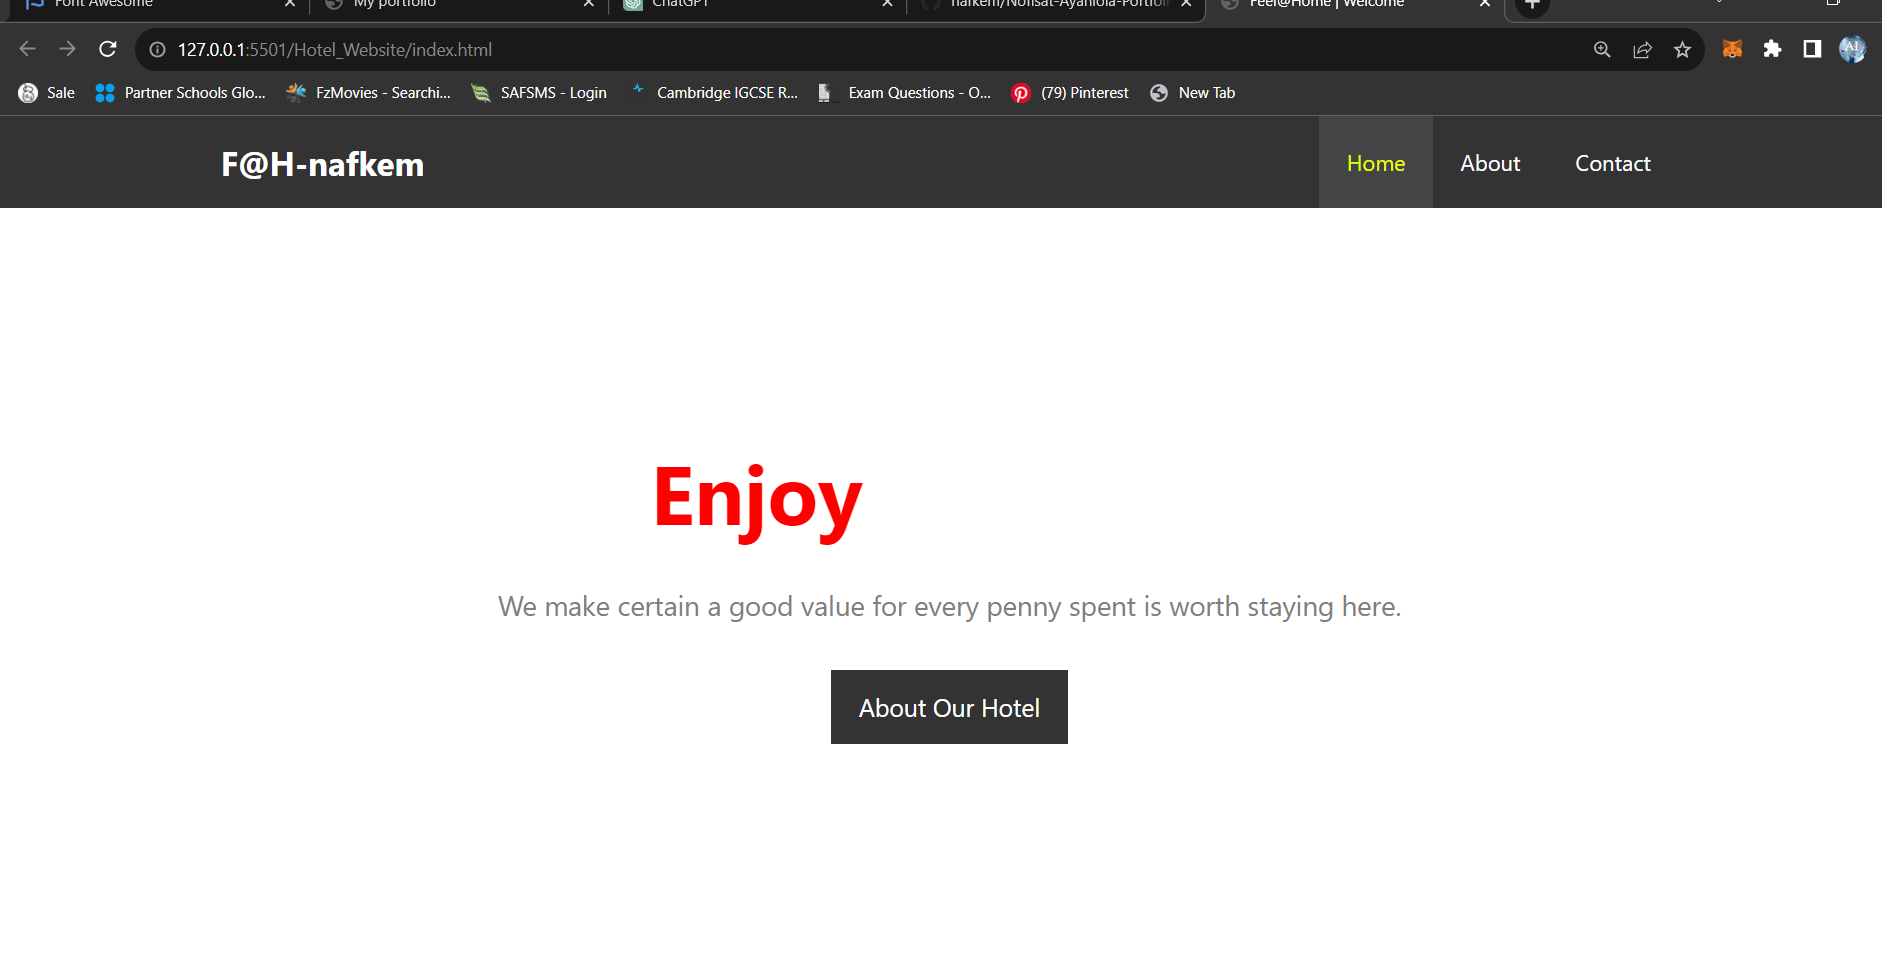 Font Awesome
My portfolio
ChatGPT
nafkem/Nofisat-Ayanlola-Portfoli
Feel@Home | Welcome
127.0.0.1:5501/Hotel_Website/index.html
Sale
Partner Schools Glo...
FzMovies - Searchi...
SAFSMS - Login
Cambridge IGCSE R...
Exam Questions - O...
(79) Pinterest
New Tab
AI
F@H-nafkem
Home
About
Contact
Enjoy
We make certain a good value for every penny spent is worth staying here.
About Our Hotel